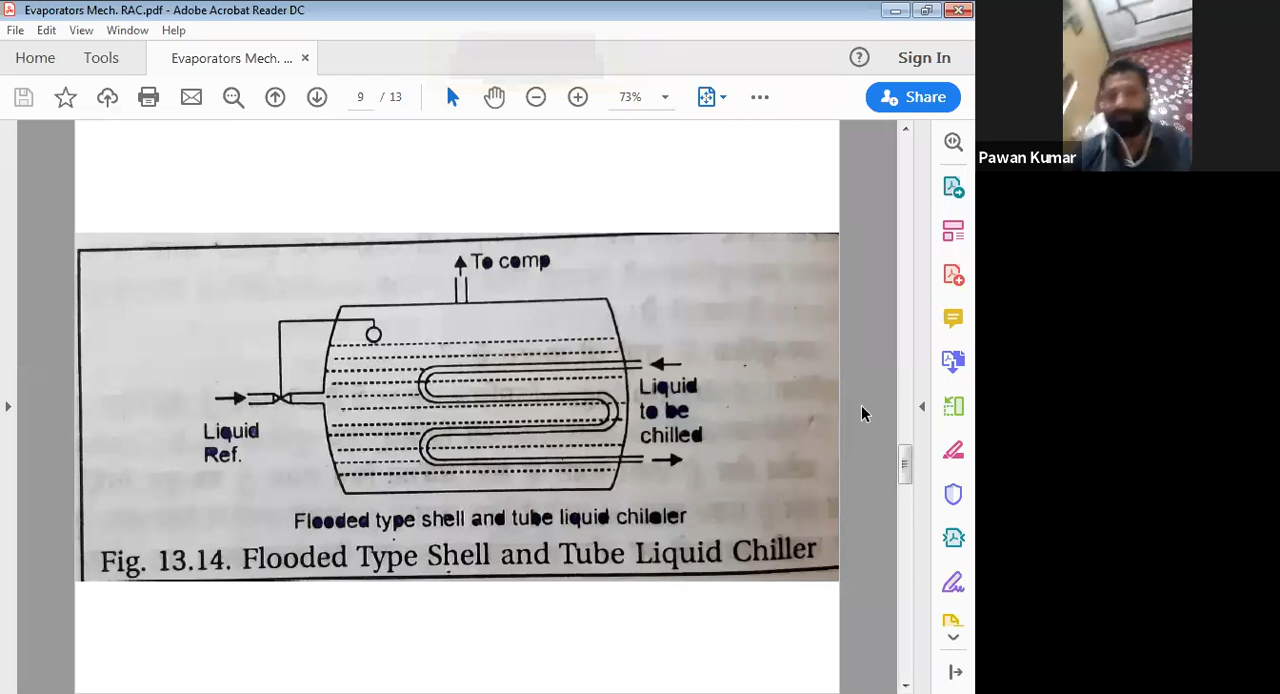 Evaporators Mech. RAC.pdf - Adobe Acrobat Reader DC
File Edit View Window Help
Home Tools Evaporators Mech. ... × ? Sign In
9 / 13 73% Share
Pawan Kumar
To comp
Liquid
to be
chilled
Liquid
Ref.
Flooded type shell and tube liquid chilaler
Fig. 13.14. Flooded Type Shell and Tube Liquid Chiller